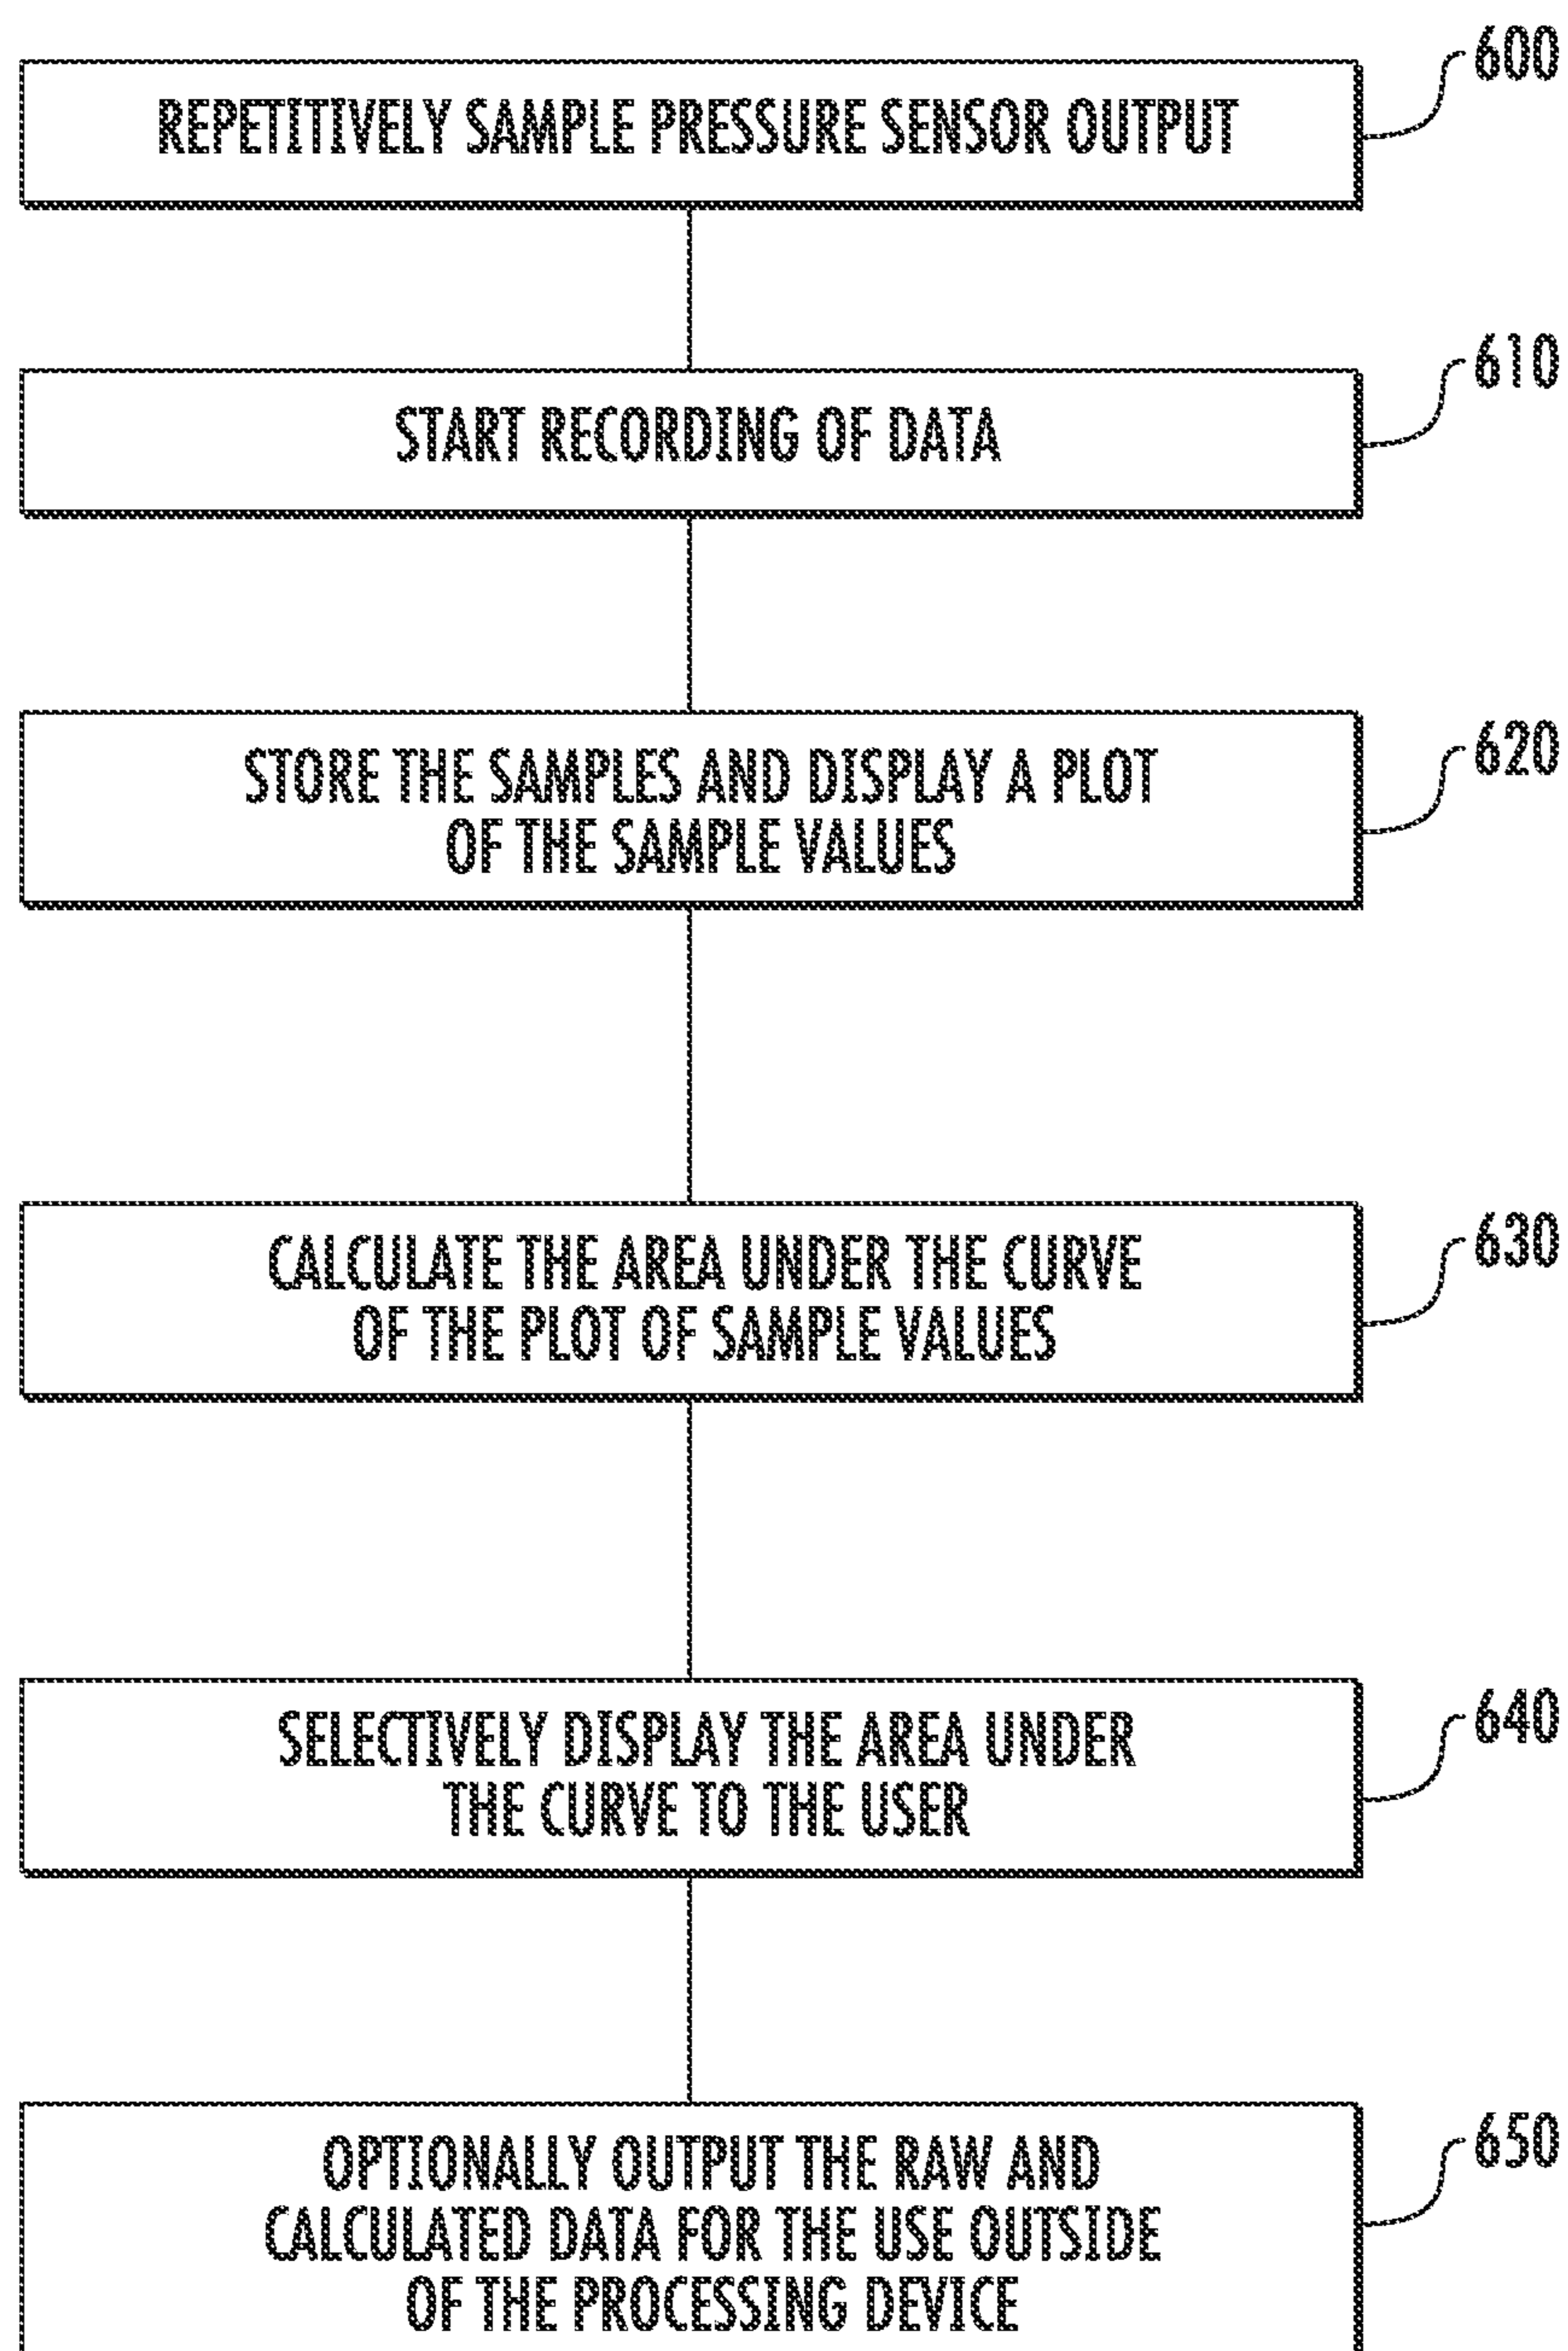 600
REPETITIVELY SAMPLE PRESSURE SENSOR OUTPUT
610
START RECORDING OF DATA
620
STORE THE SAMPLES AND DISPLAY A PLOT
OF THE SAMPLE VALUES
630
CALCULATE THE AREA UNDER THE CURVE
OF THE PLOT OF SAMPLE VALUES
640
SELECTIVELY DISPLAY THE AREA UNDER
THE CURVE TO THE USER
650
OPTIONALLY OUTPUT THE RAW AND
CALCULATED DATA FOR THE USE OUTSIDE
OF THE PROCESSING DEVICE